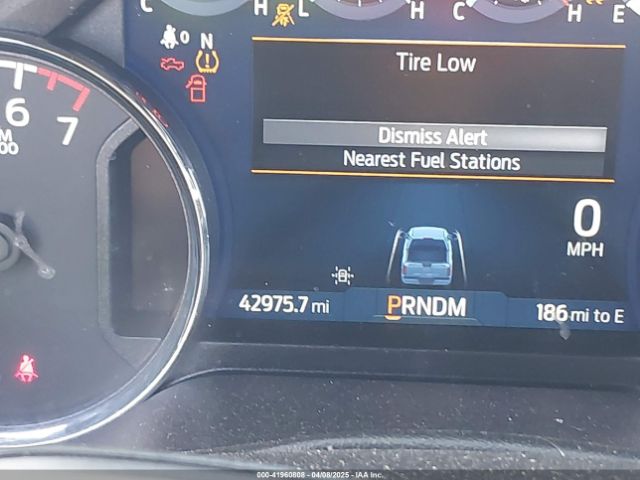 C H L H C H E
0 N
Tire Low
6
7
Dismiss Alert
Nearest Fuel Stations
0
MPH
42975.7 mi PRNDM 186 mi to E
000-41960808 - 04/08/2025 - IAA Inc.